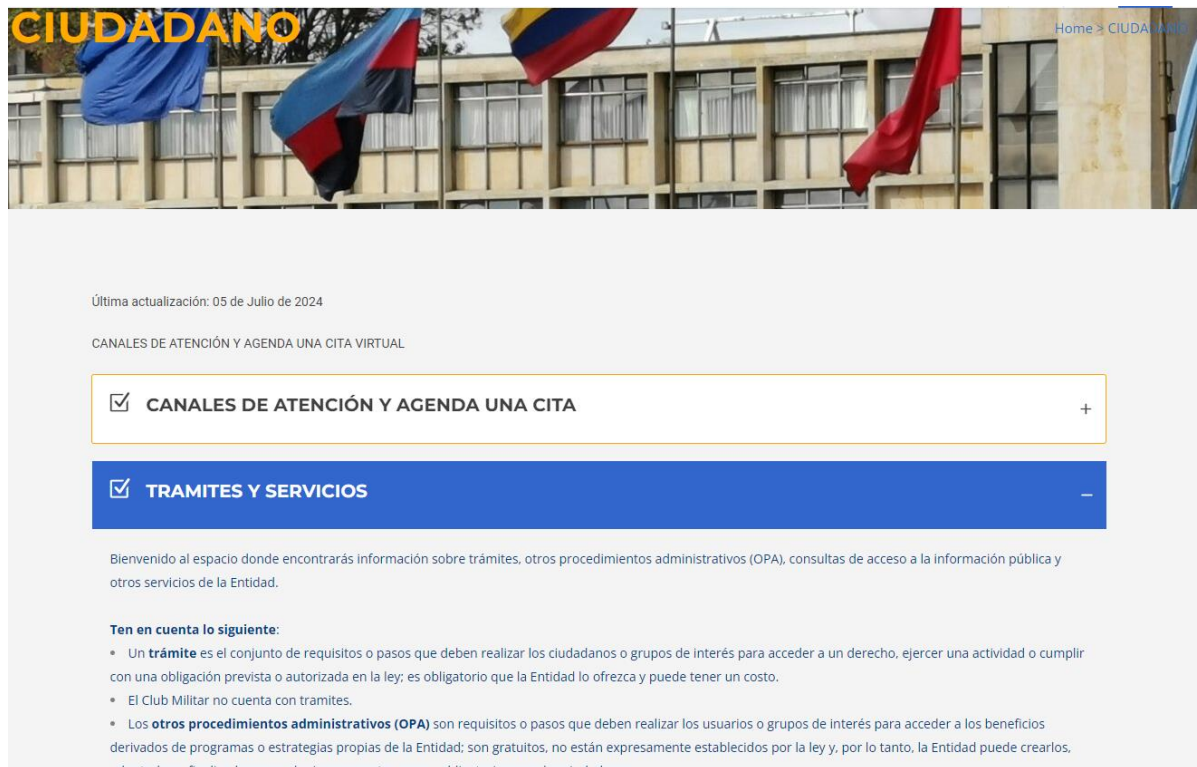 CIUDADANO
Home > CIUDADANO
Última actualización: 05 de Julio de 2024
CANALES DE ATENCIÓN Y AGENDA UNA CITA VIRTUAL
CANALES DE ATENCIÓN Y AGENDA UNA CITA
+
TRAMITES Y SERVICIOS
–
Bienvenido al espacio donde encontrarás información sobre trámites, otros procedimientos administrativos (OPA), consultas de acceso a la información pública y
otros servicios de la Entidad.
Ten en cuenta lo siguiente:
• Un trámite es el conjunto de requisitos o pasos que deben realizar los ciudadanos o grupos de interés para acceder a un derecho, ejercer una actividad o cumplir
con una obligación prevista o autorizada en la ley; es obligatorio que la Entidad lo ofrezca y puede tener un costo.
• El Club Militar no cuenta con tramites.
• Los otros procedimientos administrativos (OPA) son requisitos o pasos que deben realizar los usuarios o grupos de interés para acceder a los beneficios
derivados de programas o estrategias propias de la Entidad; son gratuitos, no están expresamente establecidos por la ley y, por lo tanto, la Entidad puede crearlos,